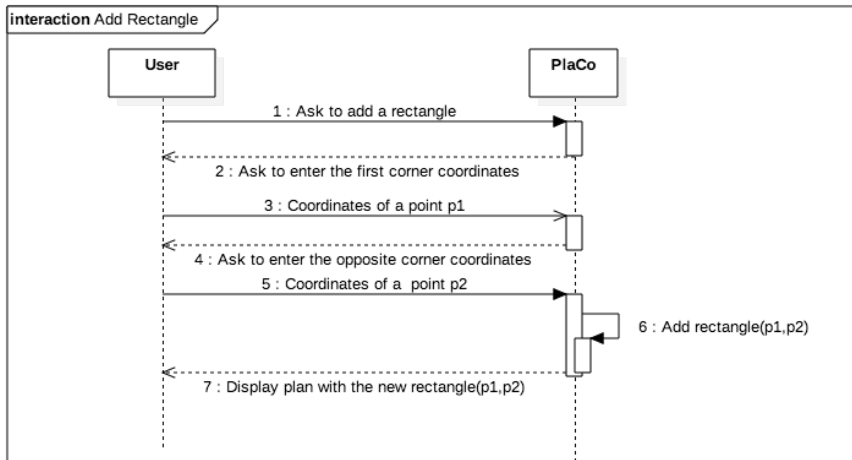 interaction Add Rectangle
User
PlaCo
1 : Ask to add a rectangle
2 : Ask to enter the first corner coordinates
3 : Coordinates of a point p1
4 : Ask to enter the opposite corner coordinates
5 : Coordinates of a  point p2
6 : Add rectangle(p1,p2)
7 : Display plan with the new rectangle(p1,p2)